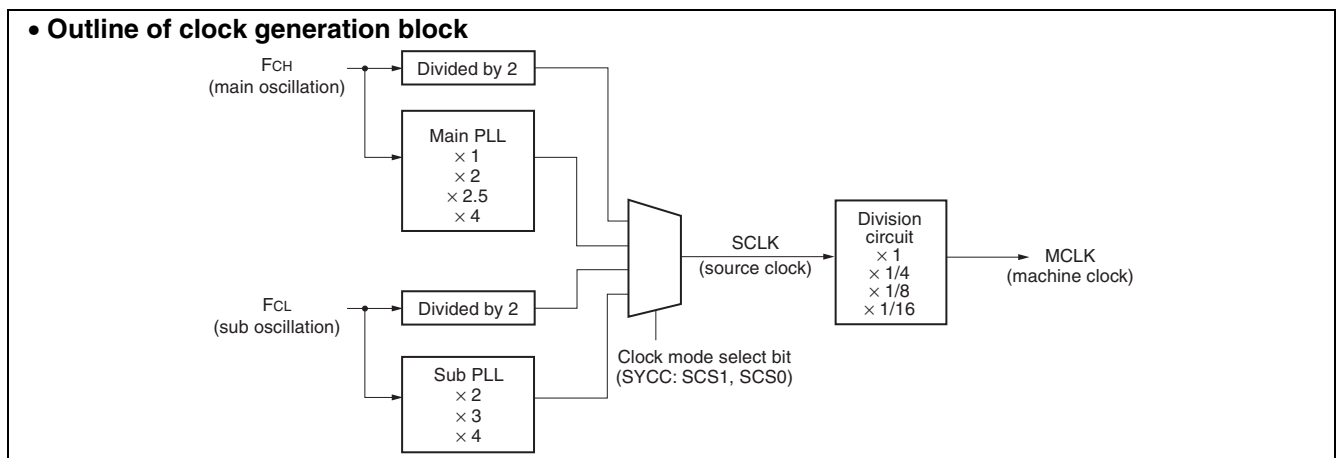 • Outline of clock generation block
FCH
(main oscillation)
Divided by 2
Main PLL
× 1
× 2
× 2.5
× 4
FCL
(sub oscillation)
Divided by 2
Sub PLL
× 2
× 3
× 4
Clock mode select bit
(SYCC: SCS1, SCS0)
SCLK
(source clock)
Division
circuit
× 1
× 1/4
× 1/8
× 1/16
MCLK
(machine clock)